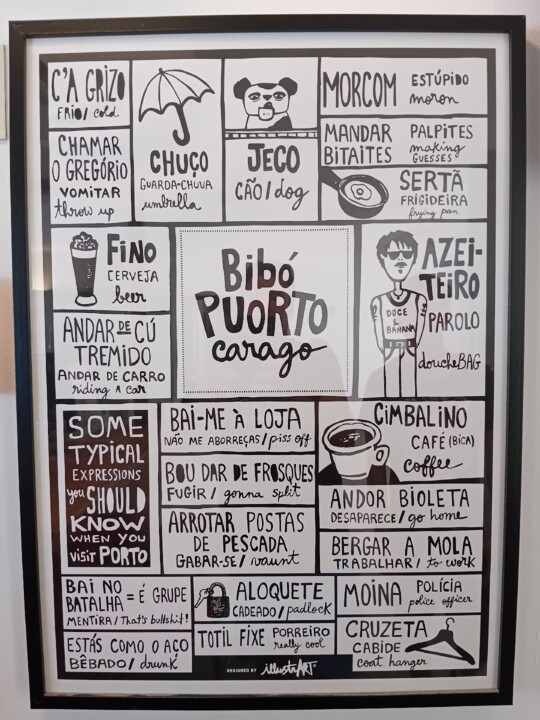 C'A GRIZO
FRIO/ cold
CHUÇO
GUARDA-CHUVA
umbrella
JECO
CÃO/dog
MORCOM ESTÚPIDO
moron
MANDAR PALPITES
BITAITES making
GUESSES
CHAMAR
O GREGÓRIO
VOMITAR
throw up
SERTÃ
FRIGIDEIRA
frying pan
FINO
CERVEJA
beer
Bibó
PUORTO
carago
AZEI-
TEIRO
PAROLO
doucheBAG
DOCE
&
BANANA
ANDAR DE CÚ
TREMIDO
ANDAR DE CARRO
riding a car
SOME
TYPICAL
EXPRESSIONS
you SHOULD
KNOW
WHEN YOU
visit PORTO
BAI-ME À LOJA
NÃO ME ABORREÇAS/piss off
BOU DAR DE FROSQUES
FUGIR/ gonna split
ARROTAR POSTAS
DE PESCADA
GABAR-SE/ vaunt
CIMBALINO
CAFÉ (BICA)
coffee
ANDOR BIOLETA
DESAPARECE/ go home
BERGAR A MOLA
TRABALHAR/ to work
BAI NO
BATALHA = É GRUPE
MENTIRA/That's bullshit!
ALOQUETE
CADEADO/padlock
MOINA POLÍCIA
police officer
ESTÁS COMO O AÇO
BÊBADO/ drunk
TOTIL FIXE PORREIRO
really cool
CRUZETA
CABIDE
coat hanger
DESIGNED BY illustrART